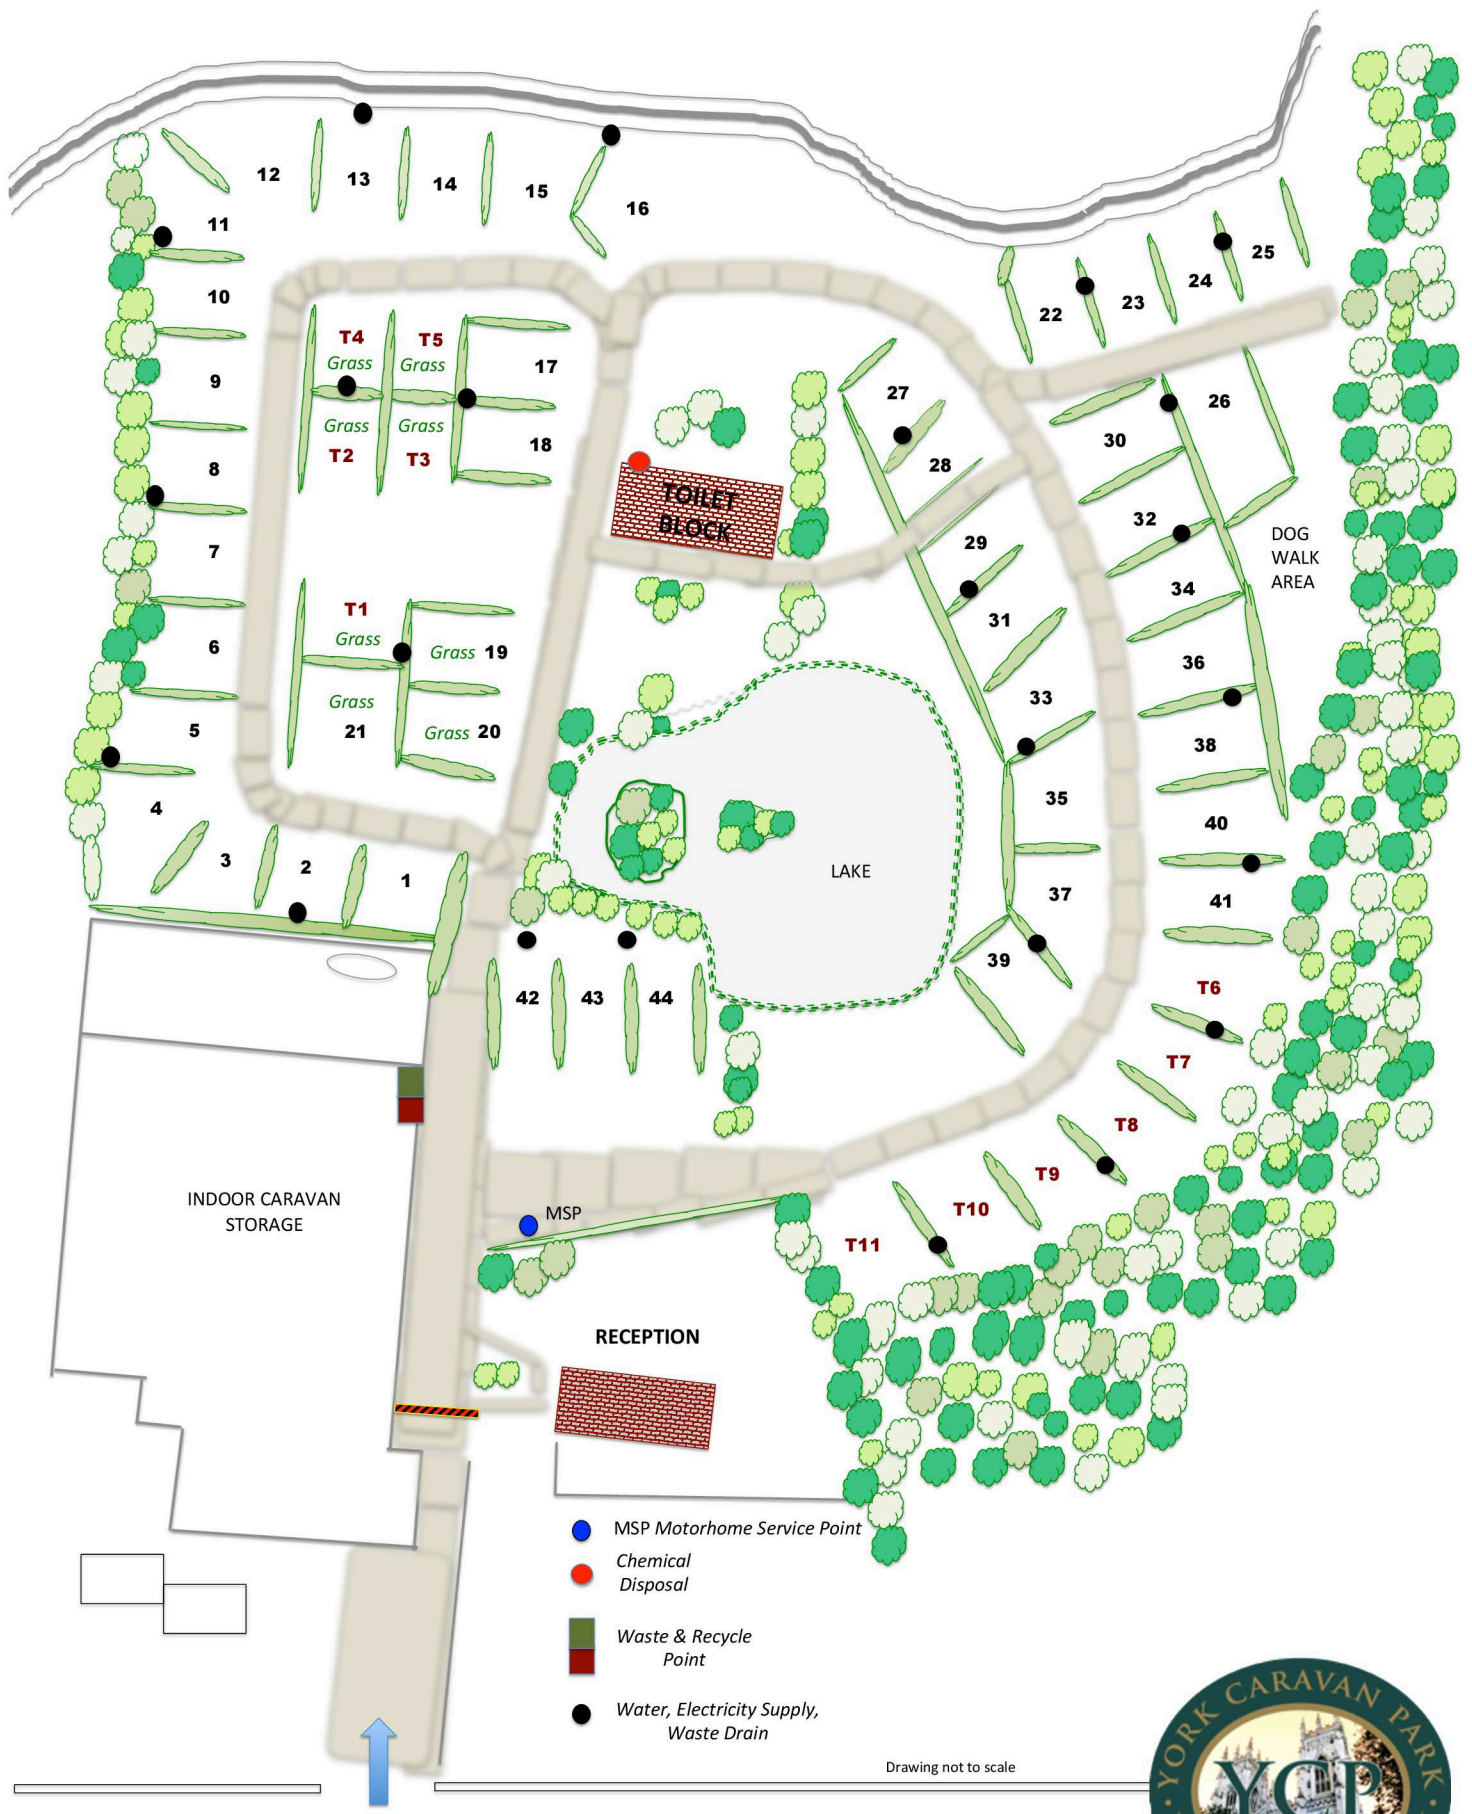 12
13
14
15
16
11
10
9
8
7
6
5
4
3
2
1
T4
Grass
T5
Grass
17
Grass
T2
Grass
T3
18
T1
Grass
Grass 19
Grass
21
Grass 20
22
23
24
25
26
27
28
29
30
31
32
33
34
35
36
37
38
39
40
41
42
43
44
TOILET
BLOCK
DOG
WALK
AREA
LAKE
T6
T7
T8
T9
T10
T11
INDOOR CARAVAN
STORAGE
MSP
RECEPTION
MSP Motorhome Service Point
Chemical
Disposal
Waste & Recycle
Point
Water, Electricity Supply,
Waste Drain
Drawing not to scale
· YORK CARAVAN PARK ·
YCP